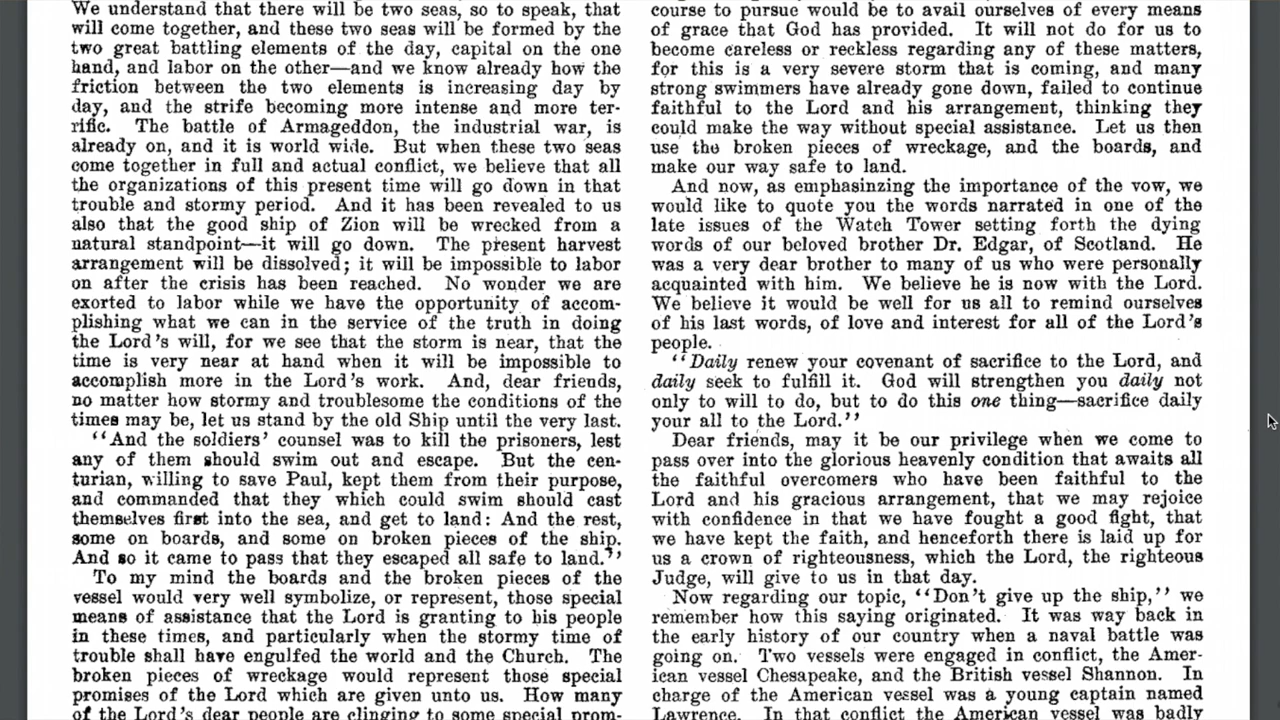 We understand that there will be two seas, so to speak, that
will come together, and these two seas will be formed by the
two great battling elements of the day, capital on the one
hand, and labor on the other—and we know already how the
friction between the two elements is increasing day by
day, and the strife becoming more intense and more ter-
rific. The battle of Armageddon, the industrial war, is
already on, and it is world wide. But when these two seas
come together in full and actual conflict, we believe that all
the organizations of this present time will go down in that
trouble and stormy period. And it has been revealed to us
also that the good ship of Zion will be wrecked from a
natural standpoint—it will go down. The present harvest
arrangement will be dissolved; it will be impossible to labor
on after the crisis has been reached. No wonder we are
exorted to labor while we have the opportunity of accom-
plishing what we can in the service of the truth in doing
the Lord's will, for we see that the storm is near, that the
time is very near at hand when it will be impossible to
accomplish more in the Lord's work. And, dear friends,
no matter how stormy and troublesome the conditions of the
times may be, let us stand by the old Ship until the very last.
''And the soldiers' counsel was to kill the prisoners, lest
any of them should swim out and escape. But the cen-
turian, willing to save Paul, kept them from their purpose,
and commanded that they which could swim should cast
themselves first into the sea, and get to land: And the rest,
some on boards, and some on broken pieces of the ship.
And so it came to pass that they escaped all safe to land.''
To my mind the boards and the broken pieces of the
vessel would very well symbolize, or represent, those special
means of assistance that the Lord is granting to his people
in these times, and particularly when the stormy time of
trouble shall have engulfed the world and the Church. The
broken pieces of wreckage would represent those special
promises of the Lord which are given unto us. How many
of the Lord's dear people are clinging to some special prom-
course to pursue would be to avail ourselves of every means
of grace that God has provided. It will not do for us to
become careless or reckless regarding any of these matters,
for this is a very severe storm that is coming, and many
strong swimmers have already gone down, failed to continue
faithful to the Lord and his arrangement, thinking they
could make the way without special assistance. Let us then
use the broken pieces of wreckage, and the boards, and
make our way safe to land.
And now, as emphasinzing the importance of the vow, we
would like to quote you the words narrated in one of the
late issues of the Watch Tower setting forth the dying
words of our beloved brother Dr. Edgar, of Scotland. He
was a very dear brother to many of us who were personally
acquainted with him. We believe he is now with the Lord.
We believe it would be well for us all to remind ourselves
of his last words, of love and interest for all of the Lord's
people.
''Daily renew your covenant of sacrifice to the Lord, and
daily seek to fulfill it. God will strengthen you daily not
only to will to do, but to do this one thing—sacrifice daily
your all to the Lord.''
Dear friends, may it be our privilege when we come to
pass over into the glorious heavenly condition that awaits all
the faithful overcomers who have been faithful to the
Lord and his gracious arrangement, that we may rejoice
with confidence in that we have fought a good fight, that
we have kept the faith, and henceforth there is laid up for
us a crown of righteousness, which the Lord, the righteous
Judge, will give to us in that day.
Now regarding our topic, ''Don't give up the ship,'' we
remember how this saying originated. It was way back in
the early history of our country when a naval battle was
going on. Two vessels were engaged in conflict, the Amer-
ican vessel Chesapeake, and the British vessel Shannon. In
charge of the American vessel was a young captain named
Lawrence. In that conflict the American vessel was badly